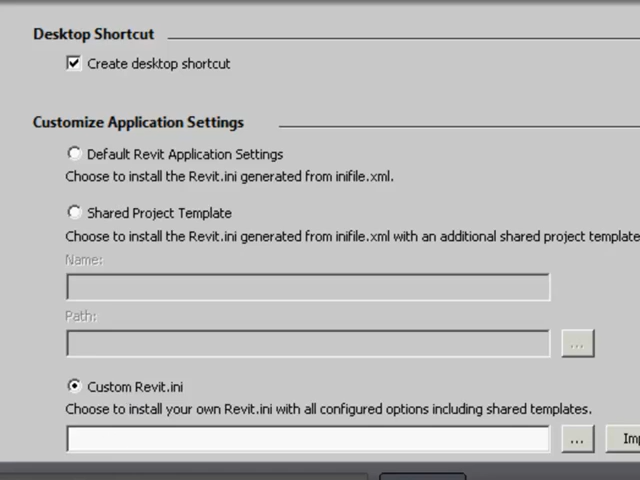 Desktop Shortcut
Create desktop shortcut
Customize Application Settings
Default Revit Application Settings
Choose to install the Revit.ini generated from inifile.xml.
Shared Project Template
Choose to install the Revit.ini generated from inifile.xml with an additional shared project template
Name:
Path:
...
Custom Revit.ini
Choose to install your own Revit.ini with all configured options including shared templates.
...